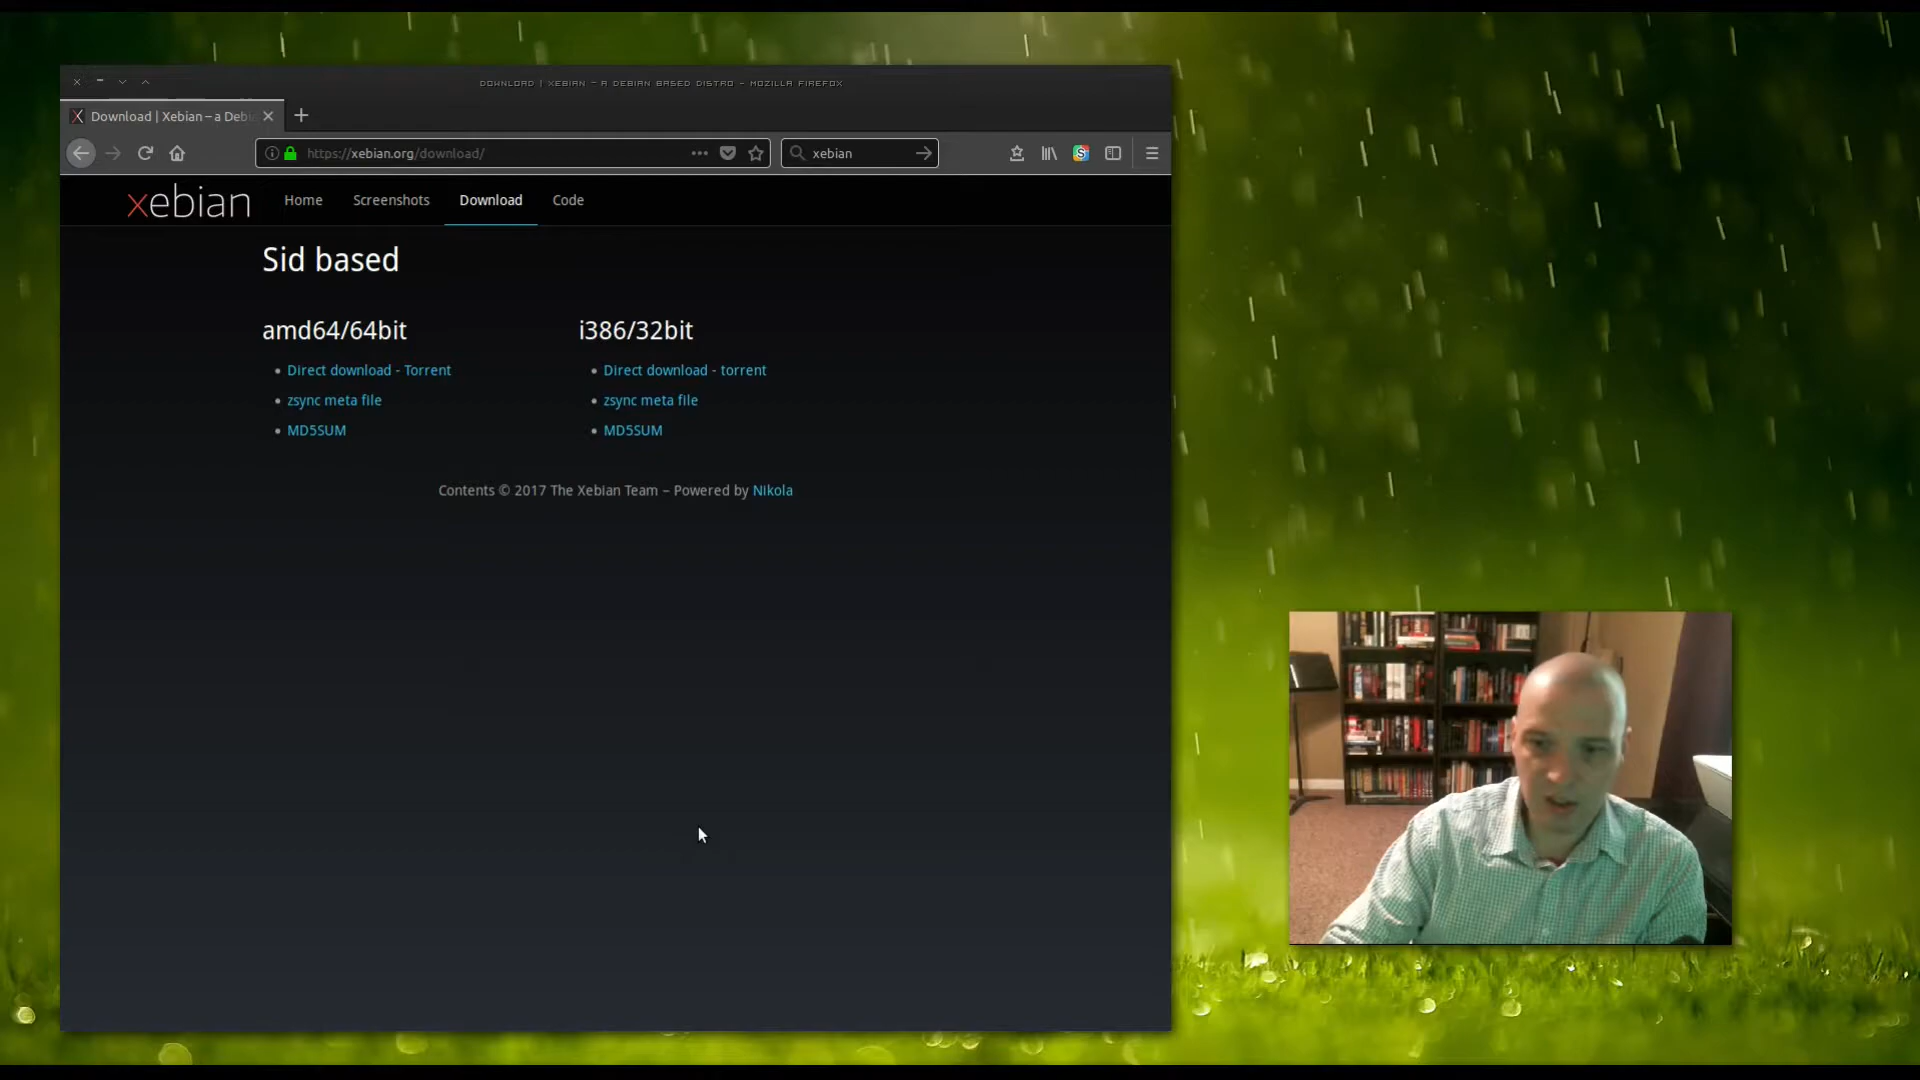 DOWNLOAD | XEBIAN - A DEBIAN BASED DISTRO - MOZILLA FIREFOX
Download | Xebian – a Debi
https://xebian.org/download/
xebian
xebian
Home
Screenshots
Download
Code
Sid based
amd64/64bit
Direct download - Torrent
zsync meta file
MD5SUM
i386/32bit
Direct download - torrent
zsync meta file
MD5SUM
Contents © 2017 The Xebian Team – Powered by Nikola